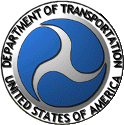 DEPARTMENT OF TRANSPORTATION
UNITED STATES OF AMERICA